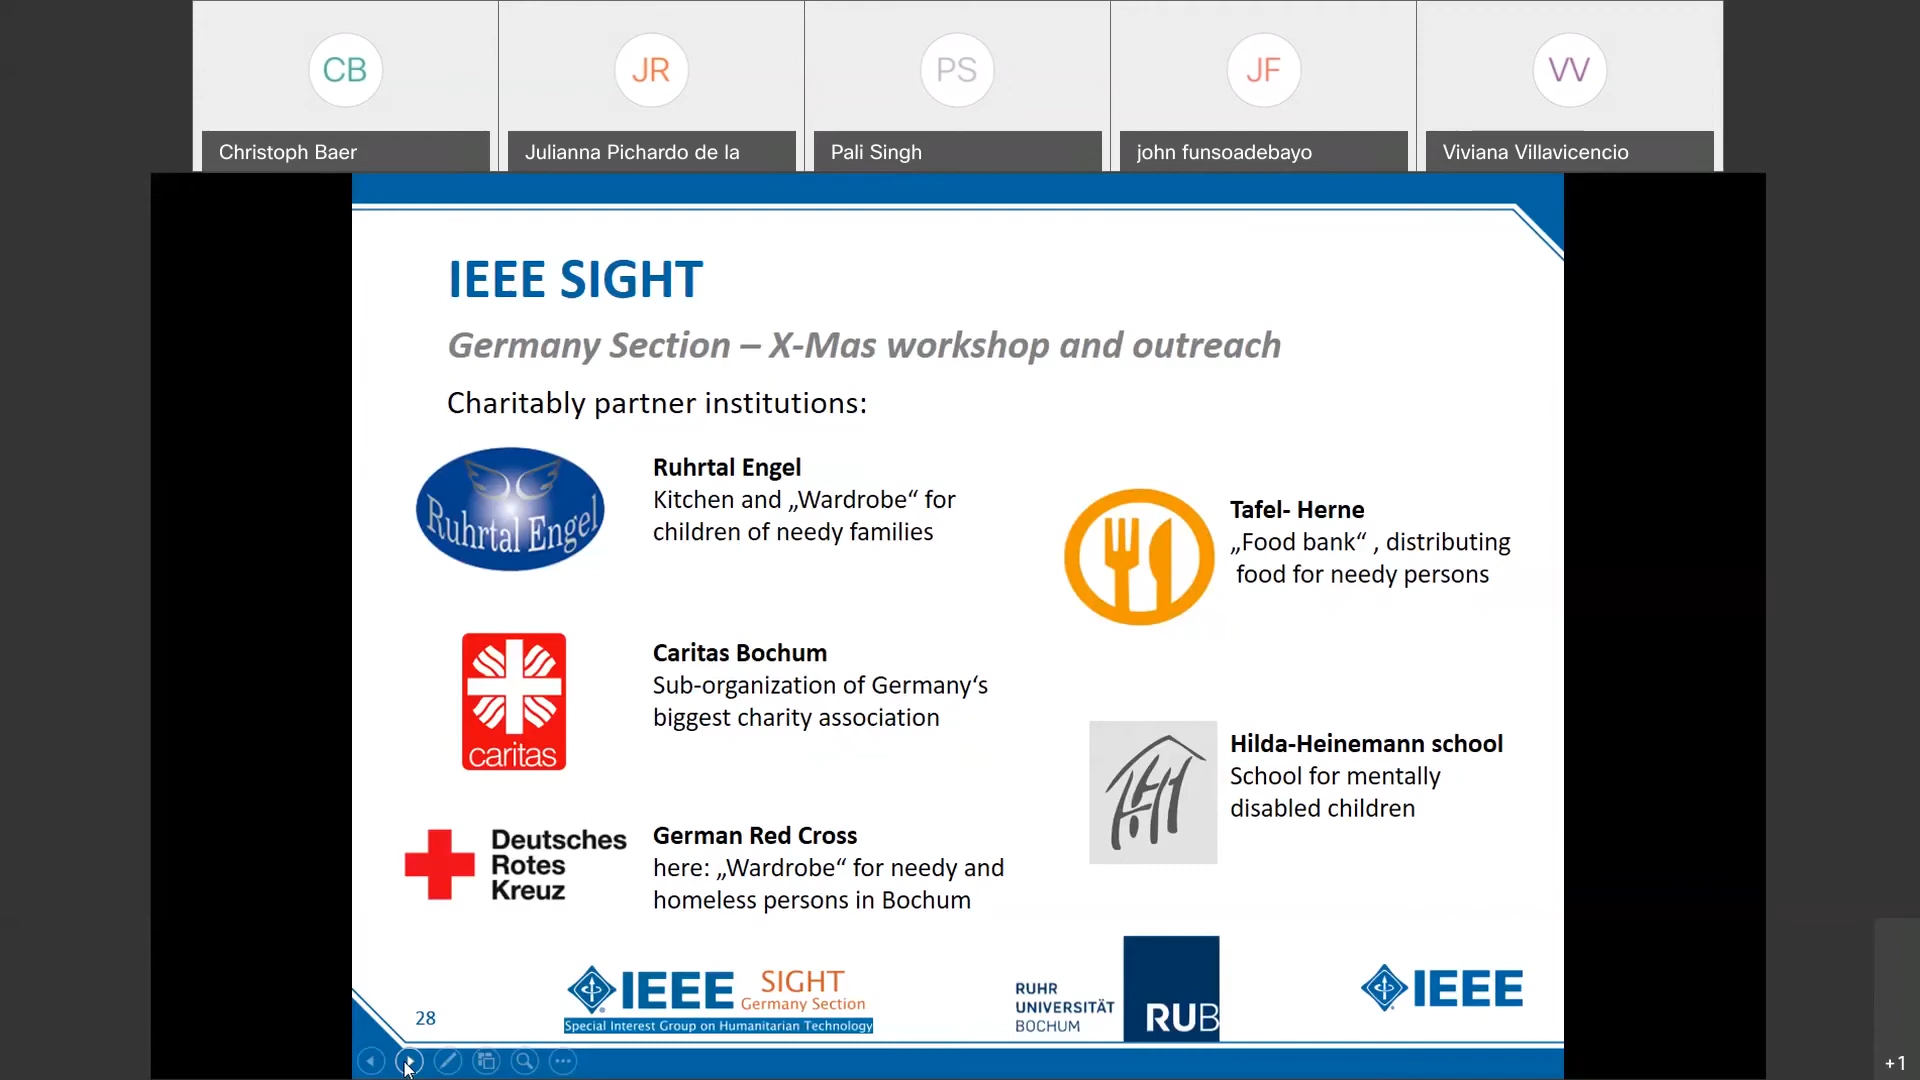 CB
JR
PS
JF
VV
Christoph Baer
Julianna Pichardo de la
Pali Singh
john funsoadebayo
Viviana Villavicencio
IEEE SIGHT
Germany Section – X-Mas workshop and outreach
Charitably partner institutions:
Ruhrtal Engel
Ruhrtal Engel
Kitchen and „Wardrobe“ for
children of needy families
Tafel- Herne
„Food bank“ , distributing
food for needy persons
caritas
Caritas Bochum
Sub-organization of Germany‘s
biggest charity association
Hilda-Heinemann school
School for mentally
disabled children
Deutsches
Rotes
Kreuz
German Red Cross
here: „Wardrobe“ for needy and
homeless persons in Bochum
28
IEEE SIGHT
Germany Section
Special Interest Group on Humanitarian Technology
RUHR
UNIVERSITÄT
BOCHUM
RUB
IEEE
+1